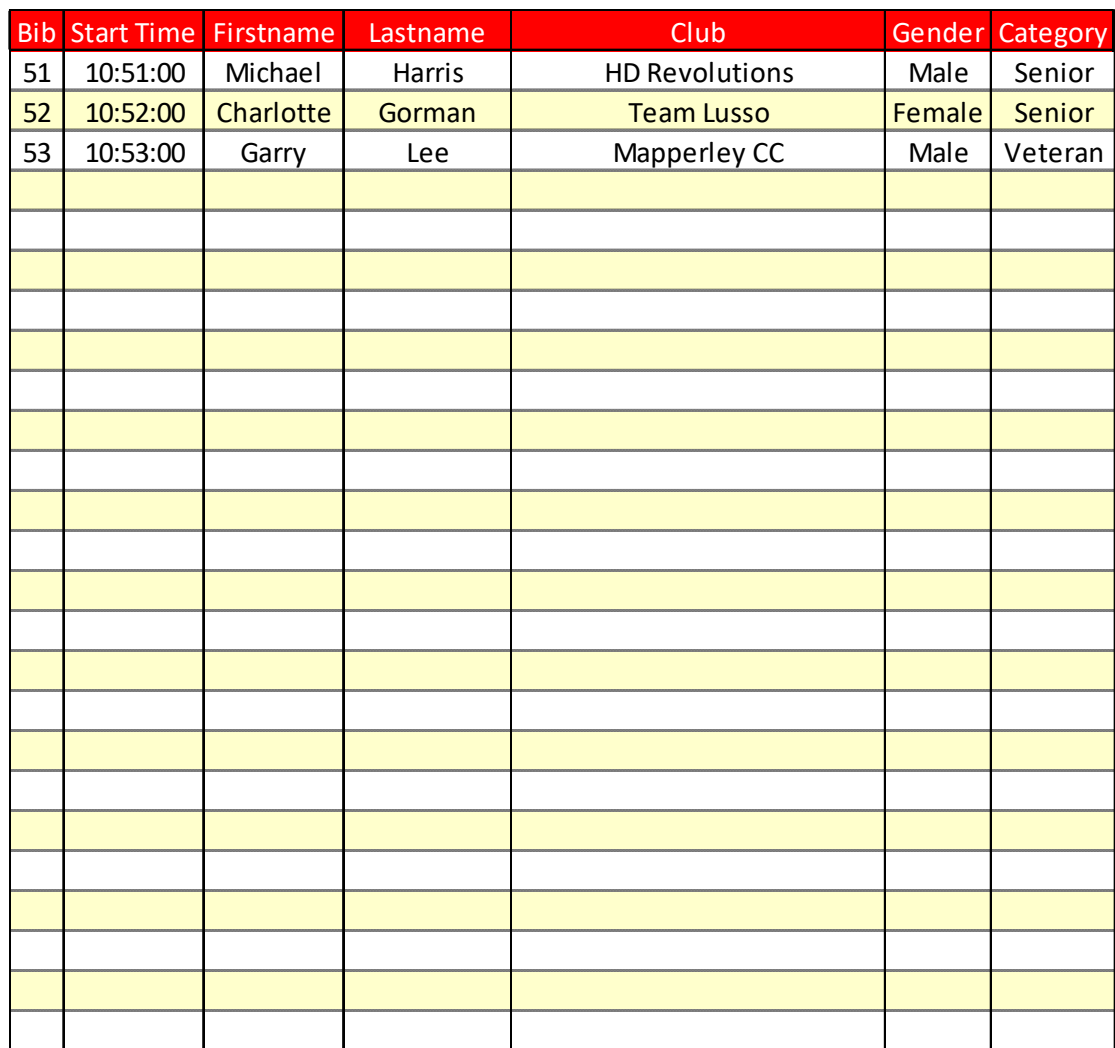 Bib Start Time Firstname Lastname Club Gender Category
51 10:51:00 Michael Harris HD Revolutions Male Senior
52 10:52:00 Charlotte Gorman Team Lusso Female Senior
53 10:53:00 Garry Lee Mapperley CC Male Veteran